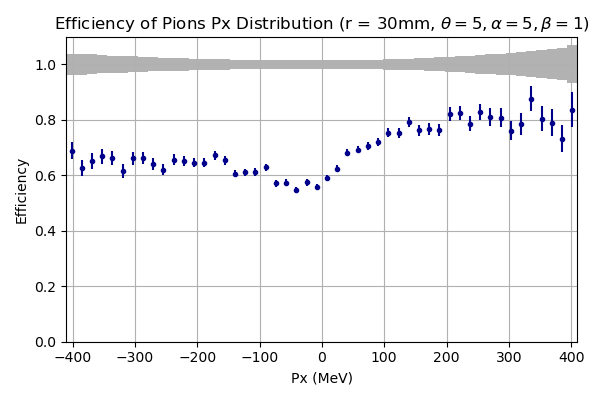 Efficiency of Pions Px Distribution (r = 30mm, θ = 5, α = 5, β = 1)
1.0
0.8
0.6
0.4
0.2
0.0
Efficiency
−400 −300 −200 −100 0 100 200 300 400
Px (MeV)